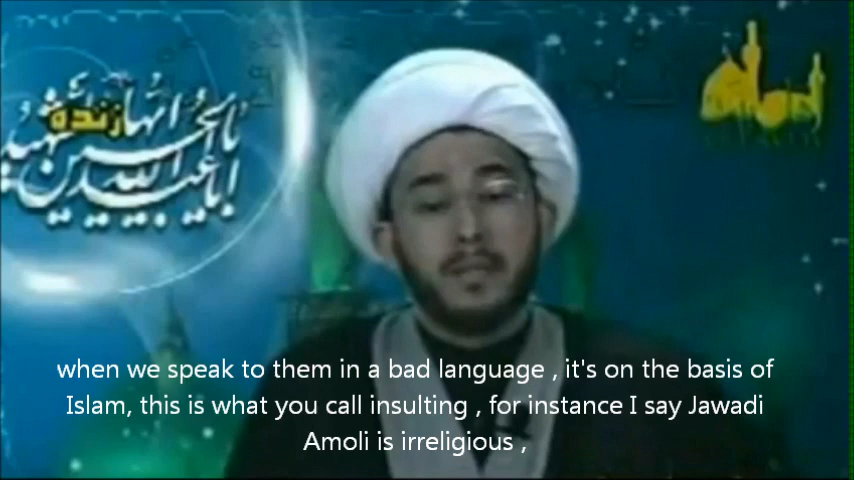 زنده
when we speak to them in a bad language , it's on the basis of
Islam, this is what you call insulting , for instance I say Jawadi
Amoli is irreligious ,